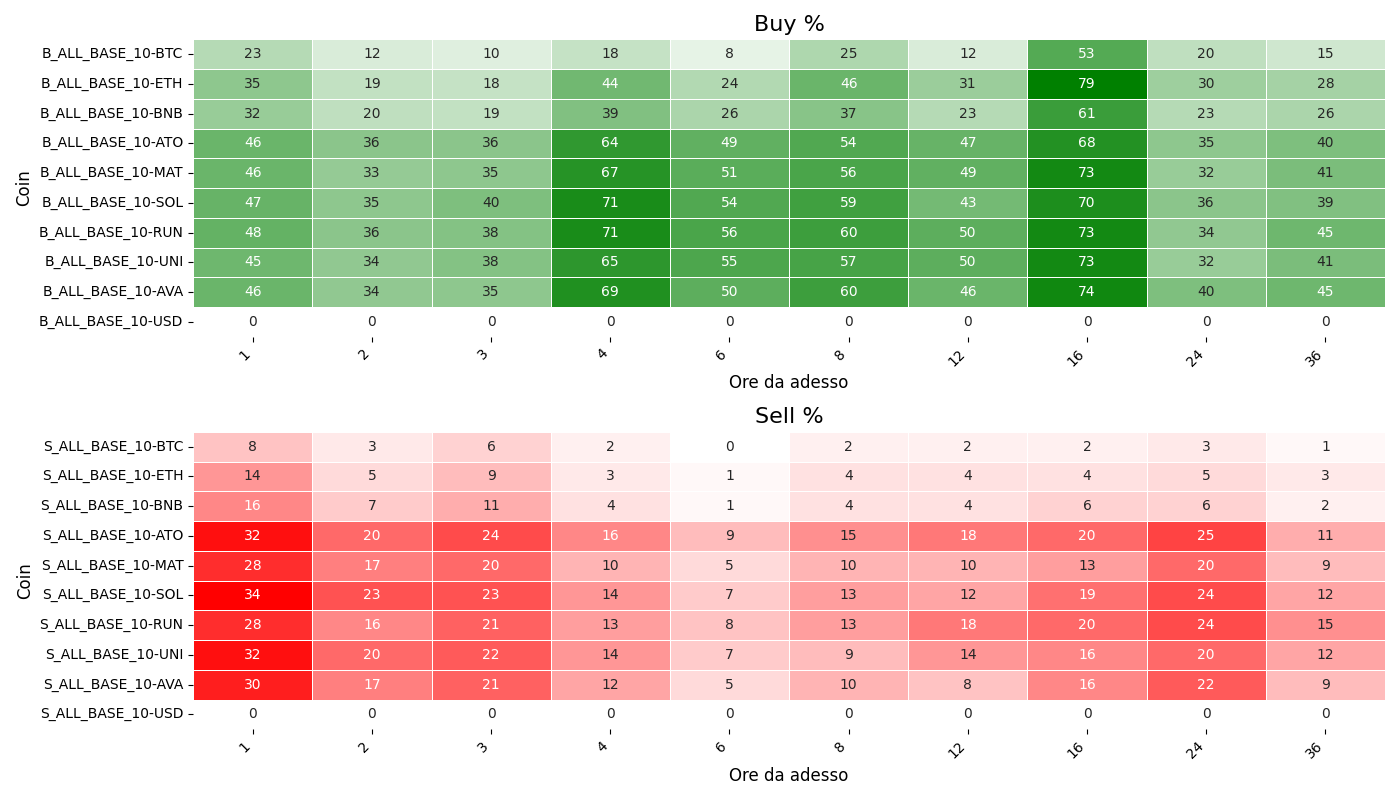 Buy %
Coin
B_ALL_BASE_10-BTC 23 12 10 18 8 25 12 53 20 15
B_ALL_BASE_10-ETH 35 19 18 44 24 46 31 79 30 28
B_ALL_BASE_10-BNB 32 20 19 39 26 37 23 61 23 26
B_ALL_BASE_10-ATO 46 36 36 64 49 54 47 68 35 40
B_ALL_BASE_10-MAT 46 33 35 67 51 56 49 73 32 41
B_ALL_BASE_10-SOL 47 35 40 71 54 59 43 70 36 39
B_ALL_BASE_10-RUN 48 36 38 71 56 60 50 73 34 45
B_ALL_BASE_10-UNI 45 34 38 65 55 57 50 73 32 41
B_ALL_BASE_10-AVA 46 34 35 69 50 60 46 74 40 45
B_ALL_BASE_10-USD 0 0 0 0 0 0 0 0 0 0
1 2 3 4 6 8 12 16 24 36
Ore da adesso
Sell %
Coin
S_ALL_BASE_10-BTC 8 3 6 2 0 2 2 2 3 1
S_ALL_BASE_10-ETH 14 5 9 3 1 4 4 4 5 3
S_ALL_BASE_10-BNB 16 7 11 4 1 4 4 6 6 2
S_ALL_BASE_10-ATO 32 20 24 16 9 15 18 20 25 11
S_ALL_BASE_10-MAT 28 17 20 10 5 10 10 13 20 9
S_ALL_BASE_10-SOL 34 23 23 14 7 13 12 19 24 12
S_ALL_BASE_10-RUN 28 16 21 13 8 13 18 20 24 15
S_ALL_BASE_10-UNI 32 20 22 14 7 9 14 16 20 12
S_ALL_BASE_10-AVA 30 17 21 12 5 10 8 16 22 9
S_ALL_BASE_10-USD 0 0 0 0 0 0 0 0 0 0
1 2 3 4 6 8 12 16 24 36
Ore da adesso